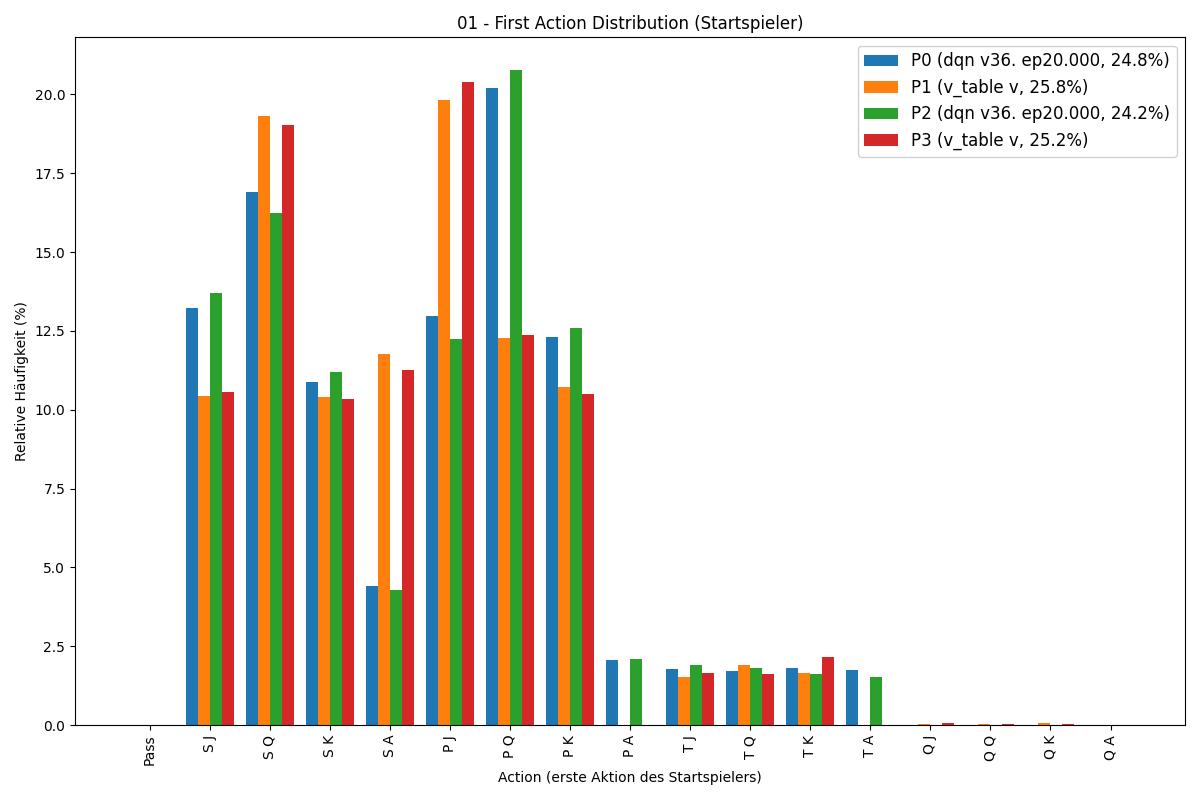 01 - First Action Distribution (Startspieler)
P0 (dqn v36. ep20.000, 24.8%)
P1 (v_table v, 25.8%)
P2 (dqn v36. ep20.000, 24.2%)
P3 (v_table v, 25.2%)
Relative Häufigkeit (%)
20.0
17.5
15.0
12.5
10.0
7.5
5.0
2.5
0.0
Pass
S J
S Q
S K
S A
P J
P Q
P K
P A
T J
T Q
T K
T A
Q J
Q Q
Q K
Q A
Action (erste Aktion des Startspielers)